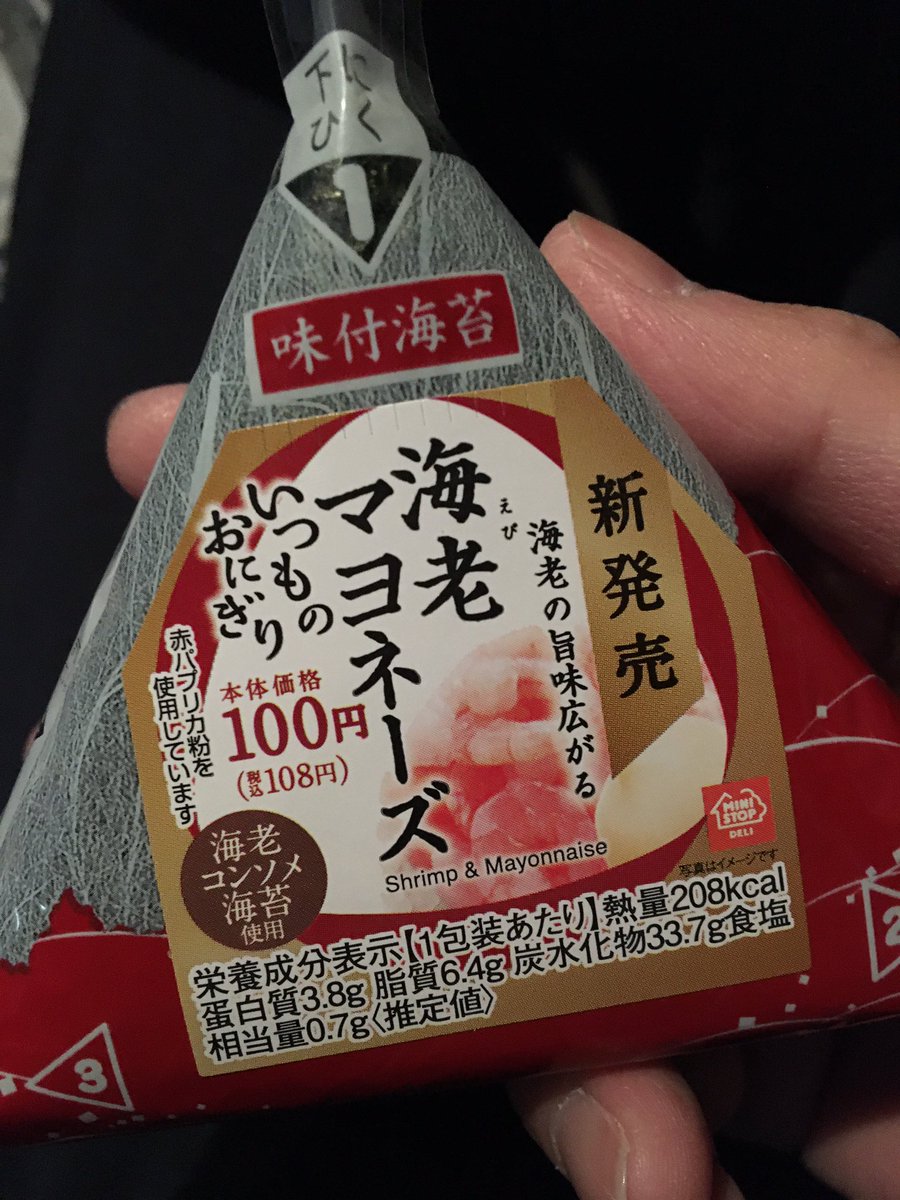 下に
ひく
1
味付海苔
新発売
海老の旨味広がる
海老
えび
マヨネーズ
いつもの
おにぎり
本体価格
100円
(税込108円)
赤パプリカ粉を
使用しています
海老
コンソメ
海苔
使用
Shrimp & Mayonnaise
MINI
STOP
DELI
写真はイメージです
栄養成分表示【1包装あたり】熱量208kcal
蛋白質3.8g 脂質6.4g 炭水化物33.7g食塩
相当量0.7g〈推定値〉
2
3